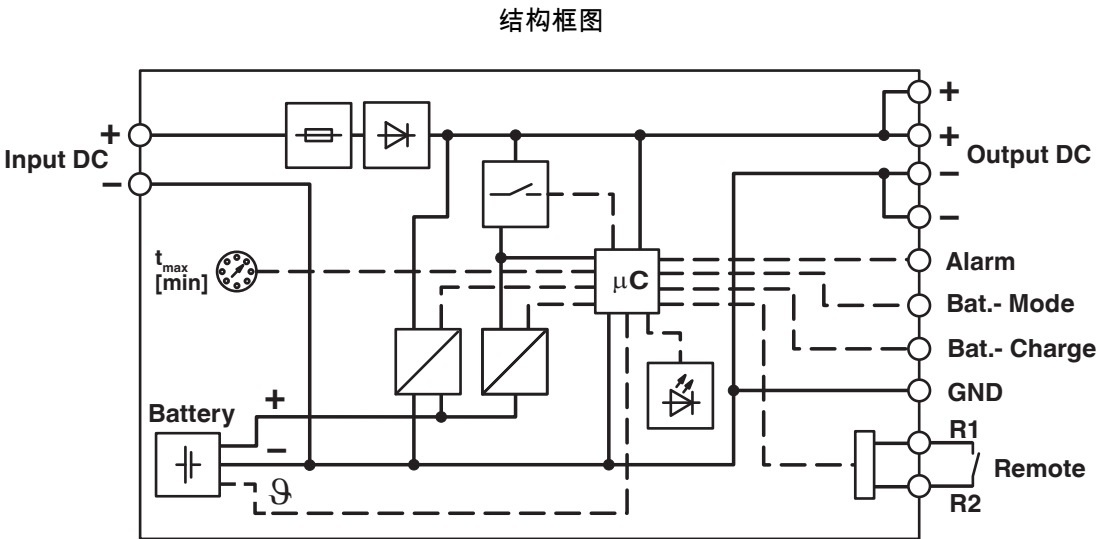 结构框图
+
Input DC
–
+
+
Output DC
–
–
t max
[min]
μC
Alarm
Bat.- Mode
Bat.- Charge
GND
Battery
+
–
ϑ
R1
Remote
R2